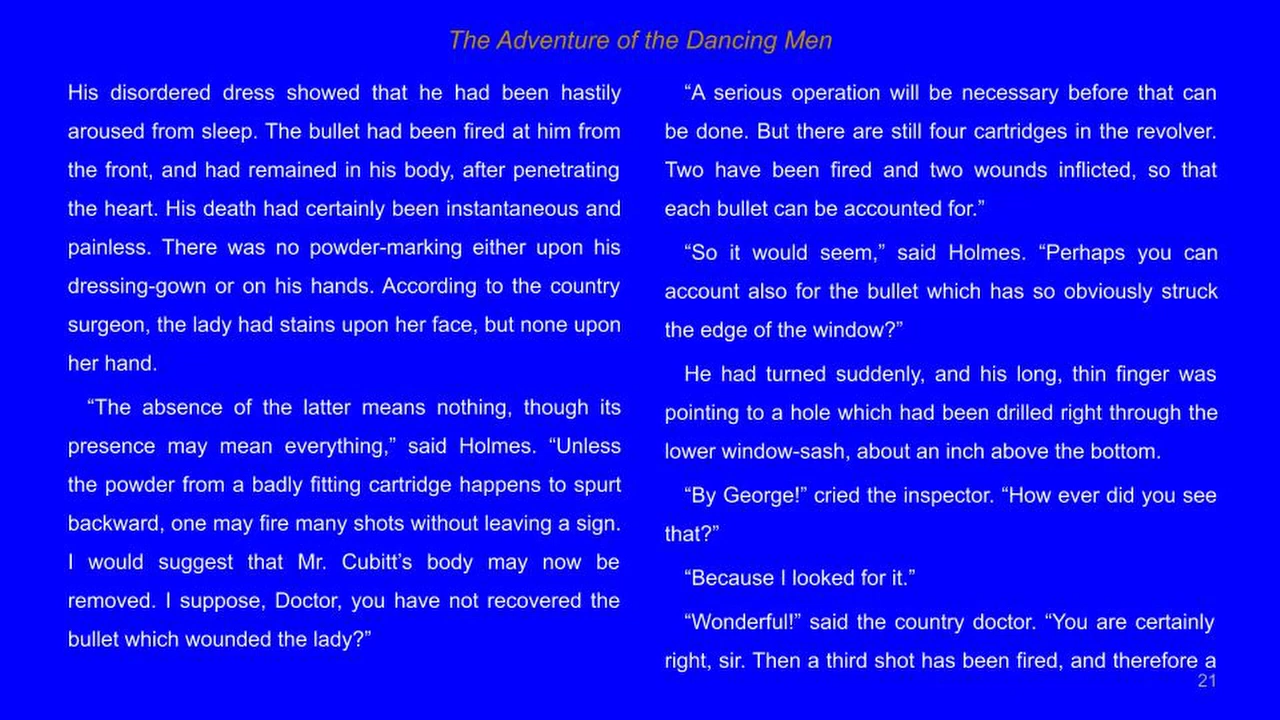 The Adventure of the Dancing Men
His disordered dress showed that he had been hastily
aroused from sleep. The bullet had been fired at him from
the front, and had remained in his body, after penetrating
the heart. His death had certainly been instantaneous and
painless. There was no powder-marking either upon his
dressing-gown or on his hands. According to the country
surgeon, the lady had stains upon her face, but none upon
her hand.
“The absence of the latter means nothing, though its
presence may mean everything,” said Holmes. “Unless
the powder from a badly fitting cartridge happens to spurt
backward, one may fire many shots without leaving a sign.
I would suggest that Mr. Cubitt’s body may now be
removed. I suppose, Doctor, you have not recovered the
bullet which wounded the lady?”
“A serious operation will be necessary before that can
be done. But there are still four cartridges in the revolver.
Two have been fired and two wounds inflicted, so that
each bullet can be accounted for.”
“So it would seem,” said Holmes. “Perhaps you can
account also for the bullet which has so obviously struck
the edge of the window?”
He had turned suddenly, and his long, thin finger was
pointing to a hole which had been drilled right through the
lower window-sash, about an inch above the bottom.
“By George!” cried the inspector. “How ever did you see
that?”
“Because I looked for it.”
“Wonderful!” said the country doctor. “You are certainly
right, sir. Then a third shot has been fired, and therefore a
21